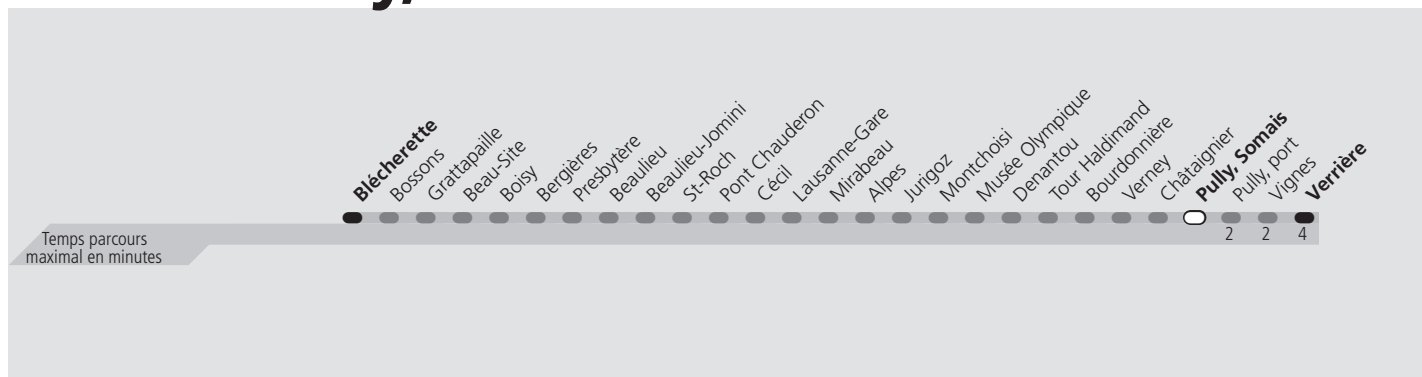 Blécherette
Bossons
Grattapaille
Beau-Site
Boisy
Bergières
Presbytère
Beaulieu
Beaulieu-Jomini
St-Roch
Pont Chauderon
Cécil
Lausanne-Gare
Mirabeau
Alpes
Jurigoz
Montchoisi
Musée Olympique
Denantou
Tour Haldimand
Bourdonnière
Verney
Châtaignier
Pully, Somais
Pully, port
Vignes
Verrière
Temps parcours
maximal en minutes
2 2 4